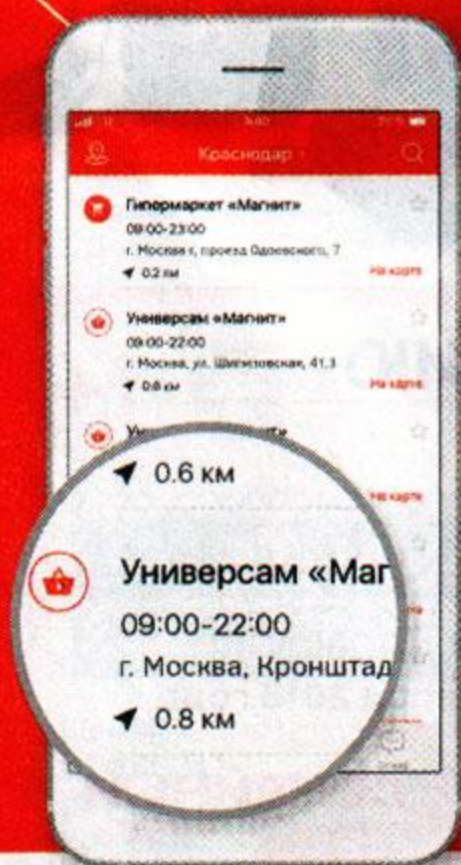 Краснодар
Гипермаркет «Магнит»
09:00-23:00
г. Москва г, проезд Одоевского, 7
0.2 км
На карте
Универсам «Магнит»
09:00-22:00
г. Москва, ул. 41,3
0.6 км
На карте
На карте
0.6 км
Универсам «Маг
09:00-22:00
г. Москва, Кронштад
0.8 км